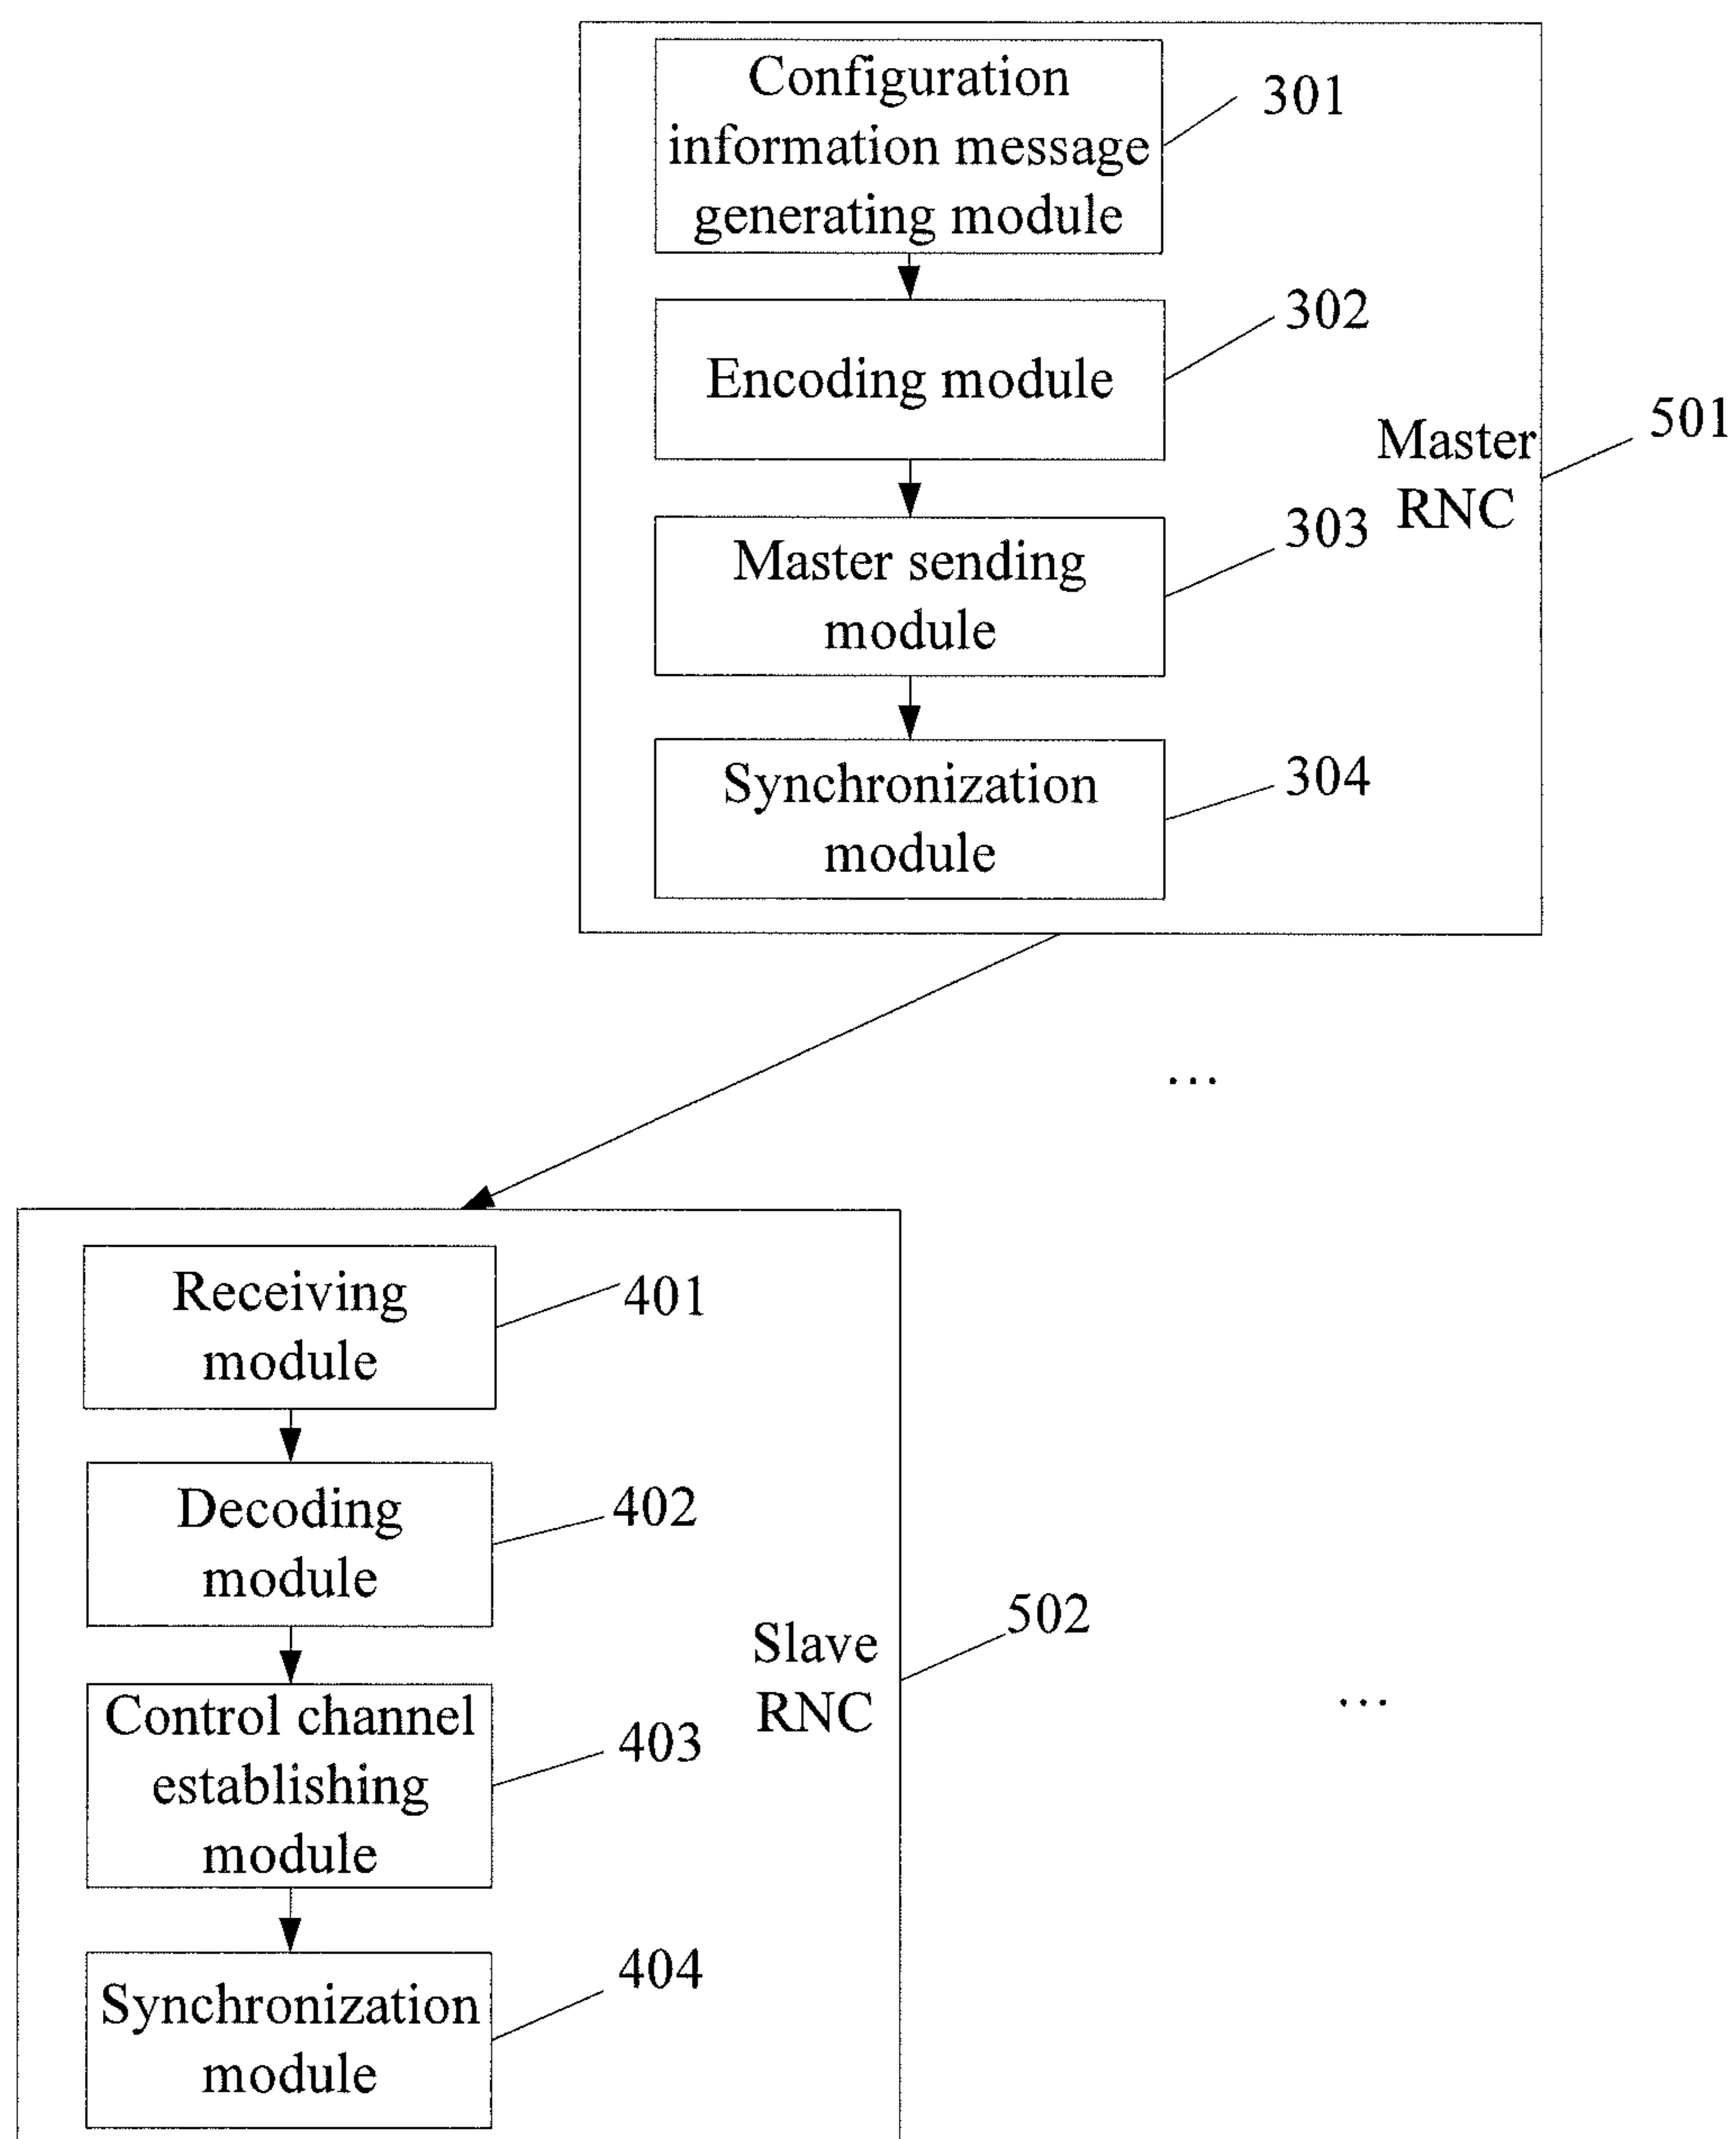 Configuration
information message
generating module
301
Encoding module
302
Master
RNC
501
Master sending
module
303
Synchronization
module
304
...
Receiving
module
401
Decoding
module
402
Slave
RNC
502
Control channel
establishing
module
403
...
Synchronization
module
404